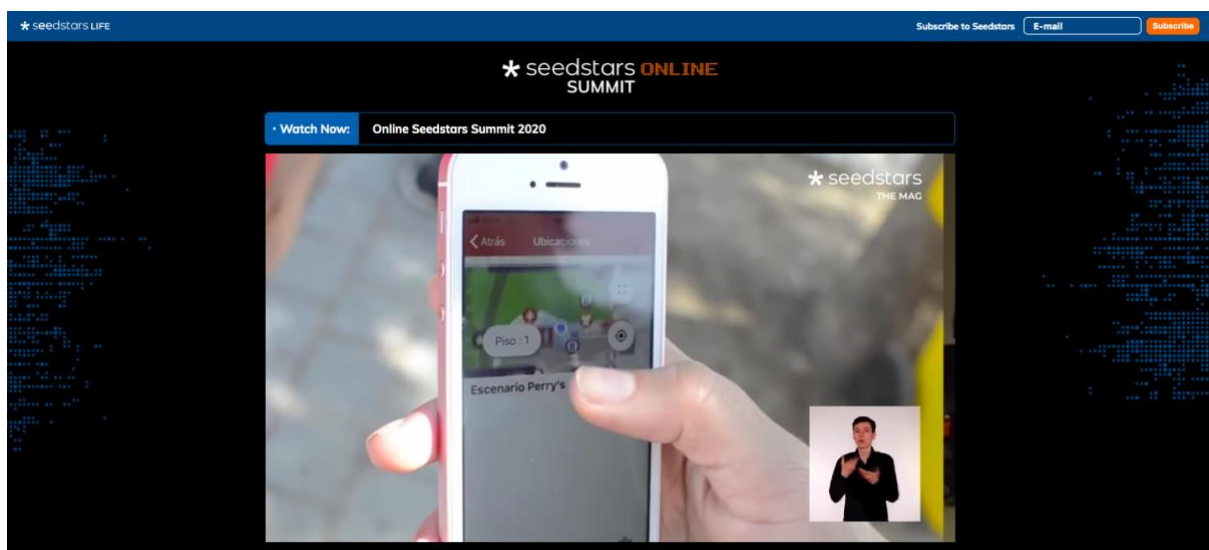 seedstars LIFE
Subscribe to Seedstars
E-mail
Subscribe
seedstars ONLINE
SUMMIT
• Watch Now:
Online Seedstars Summit 2020
seedstars
THE MAG
Atrás
Ubicaciones
Piso : 1
Escenario Perry's